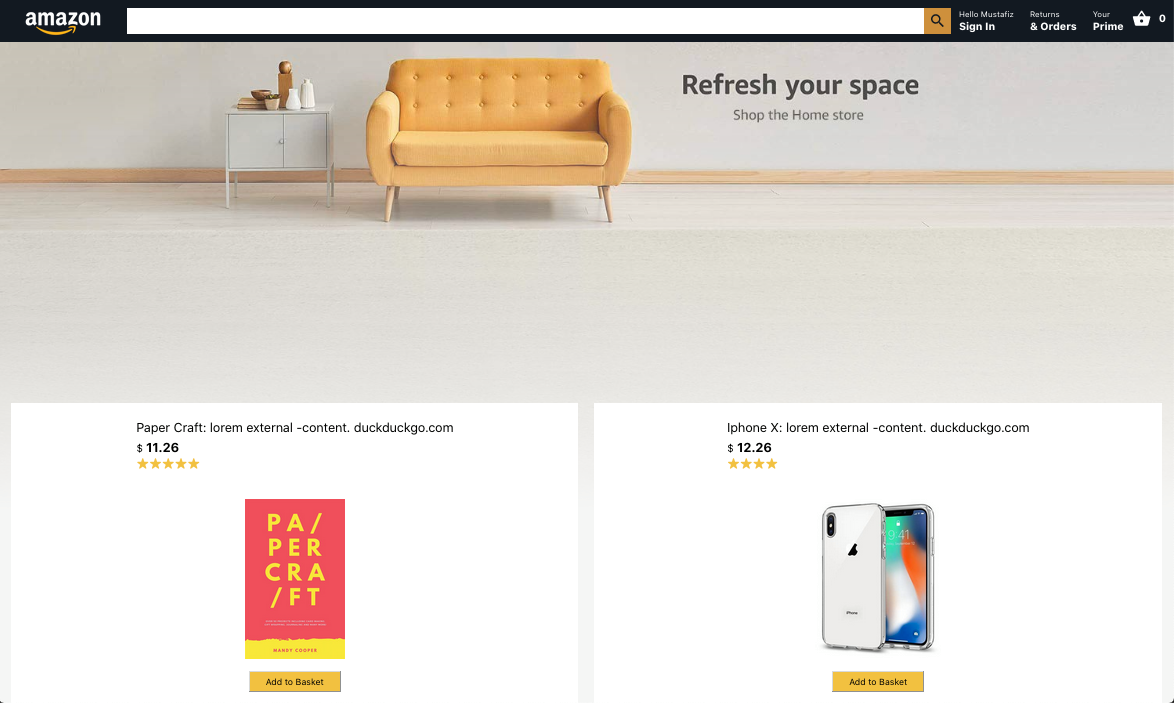 amazon
Hello Mustafiz
Sign In
Returns
& Orders
Your
Prime
0
Refresh your space
Shop the Home store
Paper Craft: lorem external -content. duckduckgo.com
$ 11.26
PA/
PER
CRA
/FT
MANDY COOPER
Add to Basket
Iphone X: lorem external -content. duckduckgo.com
$ 12.26
9:41
iPhone
Add to Basket